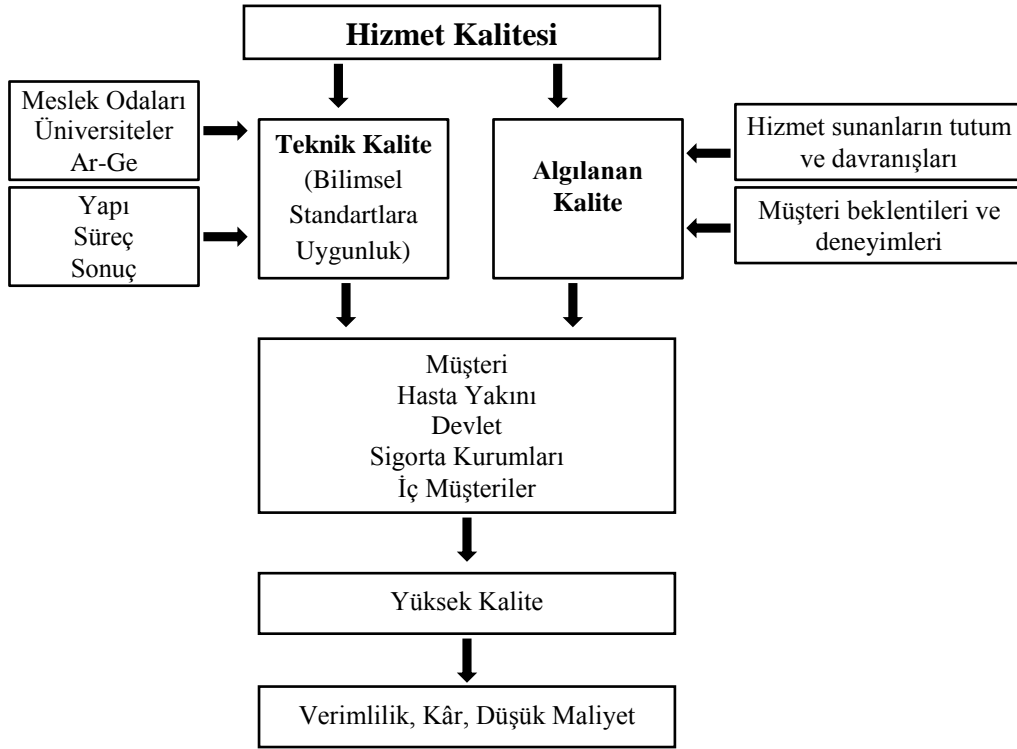 Hizmet Kalitesi
Meslek Odaları
Üniversiteler
Ar-Ge
Yapı
Süreç
Sonuç
Teknik Kalite
(Bilimsel
Standartlara
Uygunluk)
Algılanan
Kalite
Hizmet sunanların tutum
ve davranışları
Müşteri beklentileri ve
deneyimleri
Müşteri
Hasta Yakını
Devlet
Sigorta Kurumları
İç Müşteriler
Yüksek Kalite
Verimlilik, Kâr, Düşük Maliyet